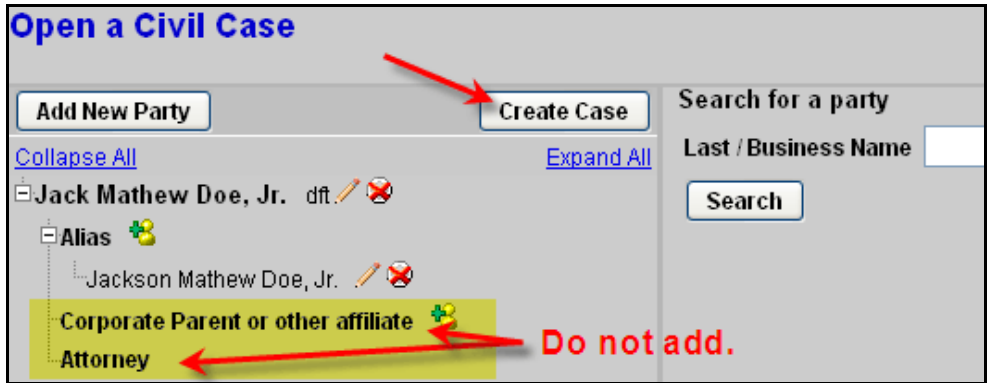 Open a Civil Case
Add New Party
Create Case
Collapse All
Expand All
Jack Mathew Doe, Jr. dft
Alias
Jackson Mathew Doe, Jr.
Corporate Parent or other affiliate
Attorney
Do not add.
Search for a party
Last / Business Name
Search